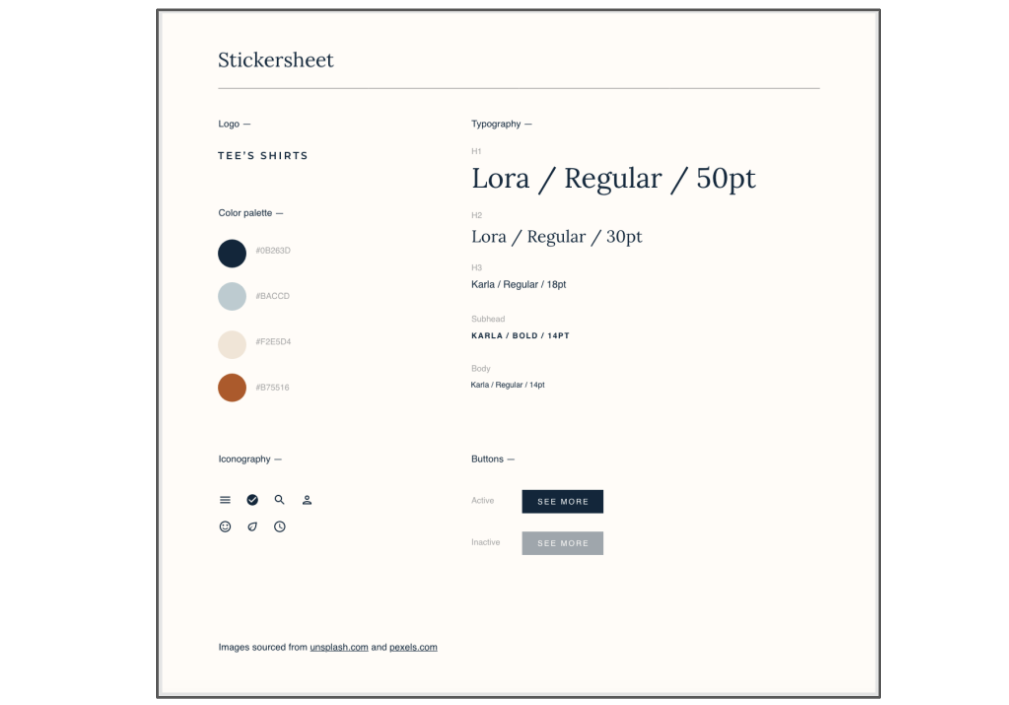 Stickersheet
Logo —
TEE'S SHIRTS
Color palette —
#0B263D
#BACCD
#F2E5D4
#B75516
Typography —
H1
Lora / Regular / 50pt
H2
Lora / Regular / 30pt
H3
Karla / Regular / 18pt
Subhead
KARLA / BOLD / 14PT
Body
Karla / Regular / 14pt
Iconography —
Buttons —
Active
SEE MORE
Inactive
SEE MORE
Images sourced from unsplash.com and pexels.com